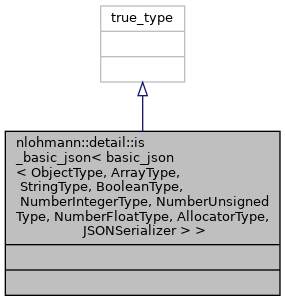 true_type
nlohmann::detail::is
_basic_json< basic_json
< ObjectType, ArrayType,
StringType, BooleanType,
NumberIntegerType, NumberUnsigned
Type, NumberFloatType, AllocatorType,
JSONSerializer > >